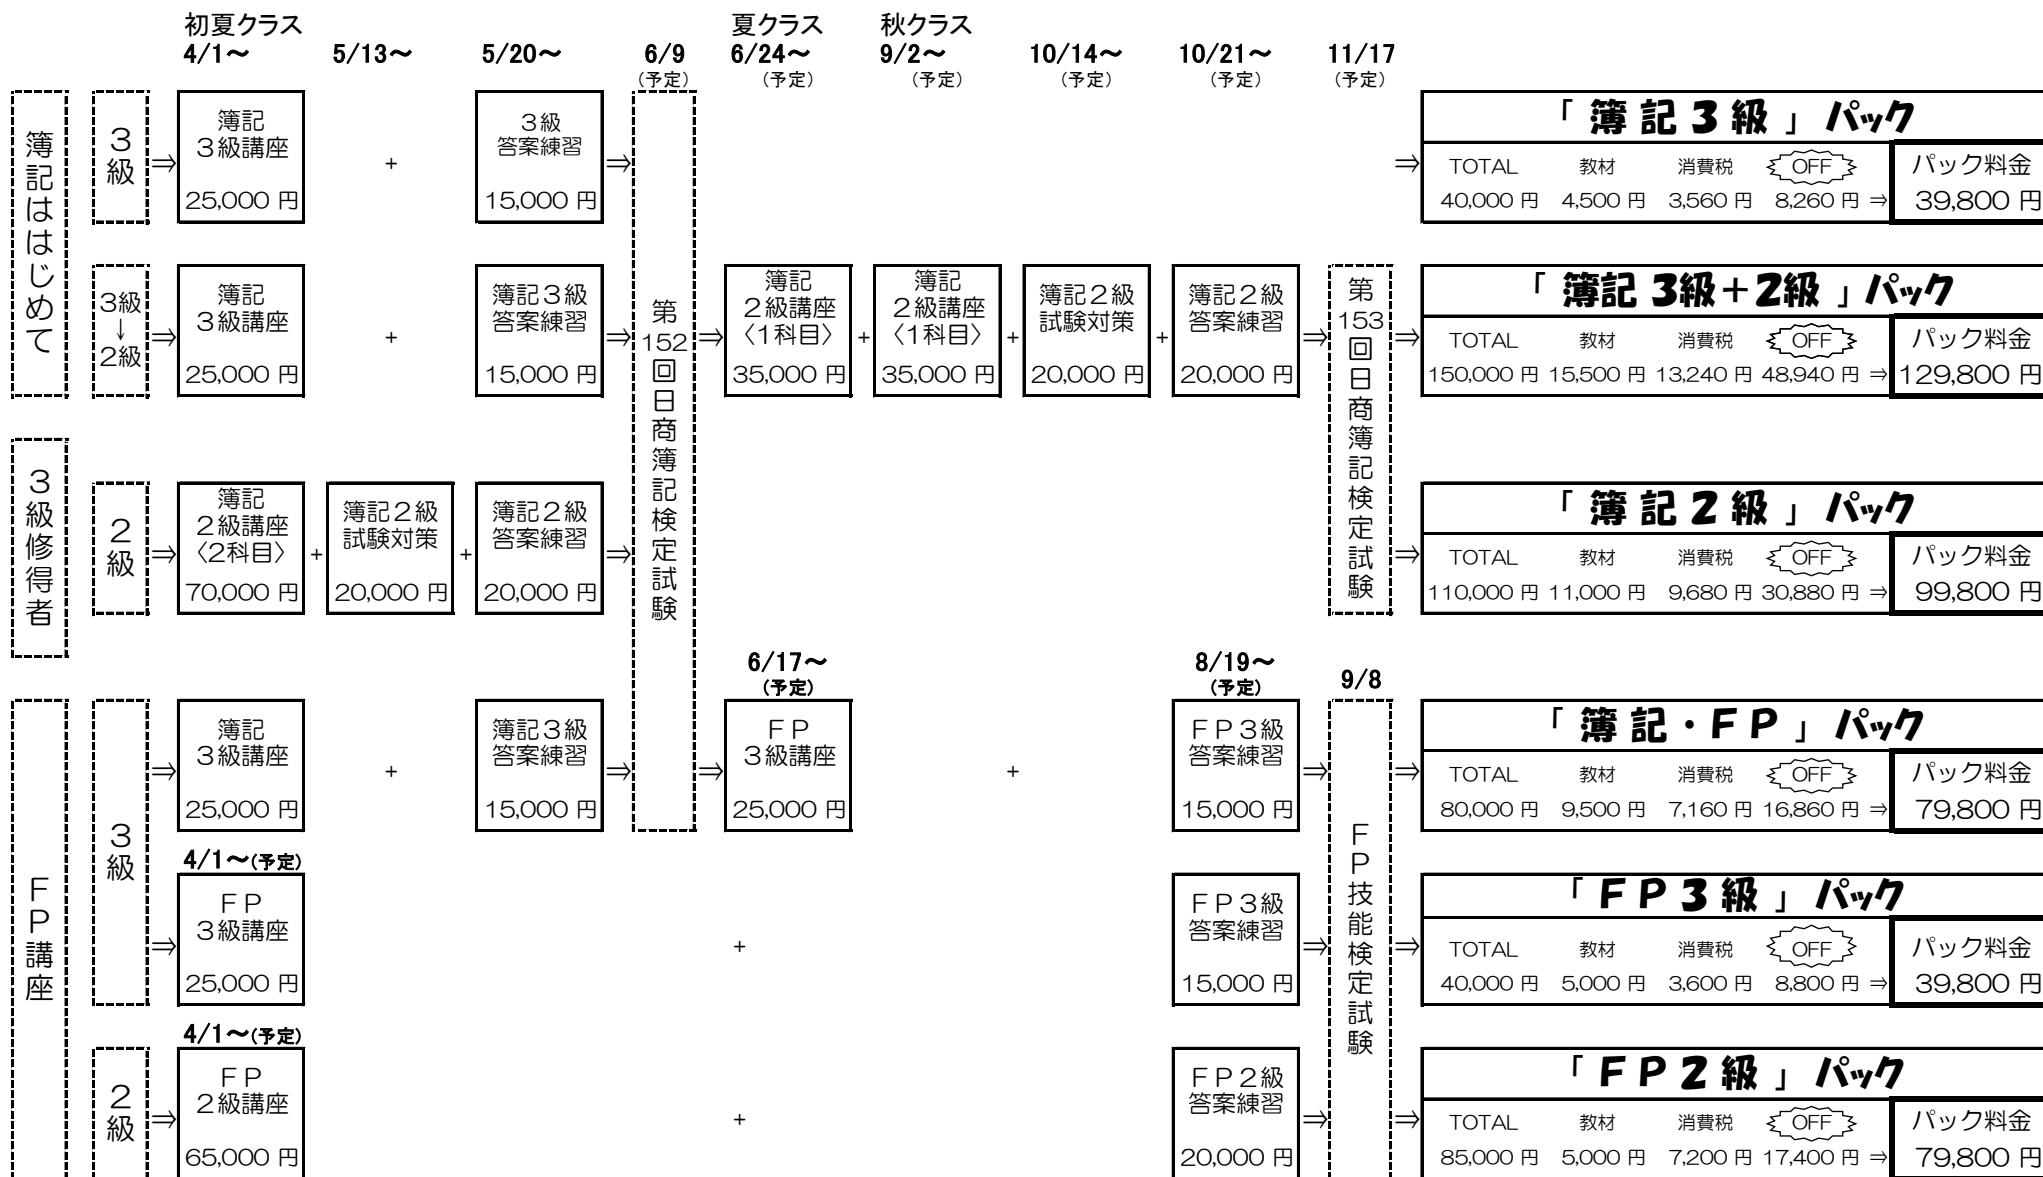 初夏クラス 夏クラス 秋クラス
4/1～ 5/13～ 5/20～ 6/9 6/24～ 9/2～ 10/14～ 10/21～ 11/17
(予定) (予定) (予定) (予定) (予定) (予定)
簿記ははじめて
3級
⇒
簿記
3級講座
25,000 円
+
3級
答案練習
15,000 円
⇒
⇒
「 簿 記 3 級 」 パック
TOTAL 教材 消費税 OFF パック料金
40,000 円 4,500 円 3,560 円 8,260 円 ⇒ 39,800 円
3級
↓
2級
⇒
簿記
3級講座
25,000 円
+
簿記3級
答案練習
15,000 円
⇒
第152回日商簿記検定試験
⇒
簿記
2級講座
〈1科目〉
35,000 円
+
簿記
2級講座
〈1科目〉
35,000 円
+
簿記2級
試験対策
20,000 円
+
簿記2級
答案練習
20,000 円
⇒
第153回日商簿記検定試験
⇒
「 簿記 3級+2級 」パック
TOTAL 教材 消費税 OFF パック料金
150,000 円 15,500 円 13,240 円 48,940 円 ⇒ 129,800 円
3級修得者
2級
⇒
簿記
2級講座
〈2科目〉
70,000 円
+
簿記2級
試験対策
20,000 円
+
簿記2級
答案練習
20,000 円
⇒
⇒
「 簿 記 2 級 」 パック
TOTAL 教材 消費税 OFF パック料金
110,000 円 11,000 円 9,680 円 30,880 円 ⇒ 99,800 円
6/17～
(予定)
8/19～
(予定)
9/8
FP講座
3級
⇒
簿記
3級講座
25,000 円
+
簿記3級
答案練習
15,000 円
⇒
⇒
FP
3級講座
25,000 円
+
FP3級
答案練習
15,000 円
⇒
FP技能検定試験
⇒
「 簿 記・F P 」 パック
TOTAL 教材 消費税 OFF パック料金
80,000 円 9,500 円 7,160 円 16,860 円 ⇒ 79,800 円
4/1～(予定)
⇒
FP
3級講座
25,000 円
+
FP3級
答案練習
15,000 円
⇒
⇒
「 F P 3 級 」 パック
TOTAL 教材 消費税 OFF パック料金
40,000 円 5,000 円 3,600 円 8,800 円 ⇒ 39,800 円
4/1～(予定)
2級
⇒
FP
2級講座
65,000 円
+
FP2級
答案練習
20,000 円
⇒
⇒
「 F P 2 級 」 パック
TOTAL 教材 消費税 OFF パック料金
85,000 円 5,000 円 7,200 円 17,400 円 ⇒ 79,800 円